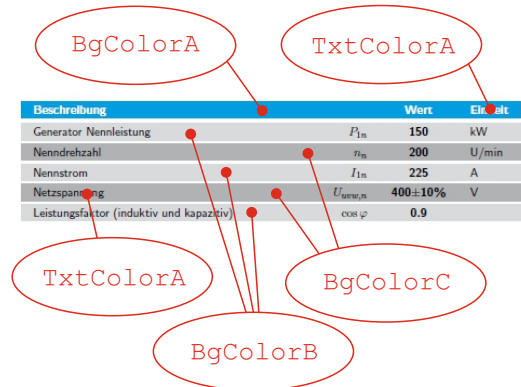 BgColorA
TxtColorA
Beschreibung Wert Einheit
Generator Nennleistung P1n 150 kW
Nenndrehzahl nn 200 U/min
Nennstrom I1n 225 A
Netzspannung Uuvw,n 400±10% V
Leistungsfaktor (induktiv und kapazitiv) cos φ 0.9
TxtColorA
BgColorC
BgColorB